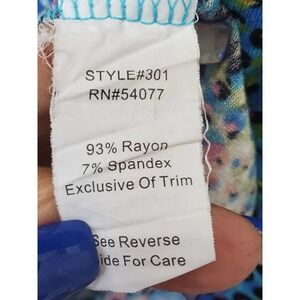 STYLE#301
RN#54077
93% Rayon
7% Spandex
Exclusive Of Trim
See Reverse
Side For Care